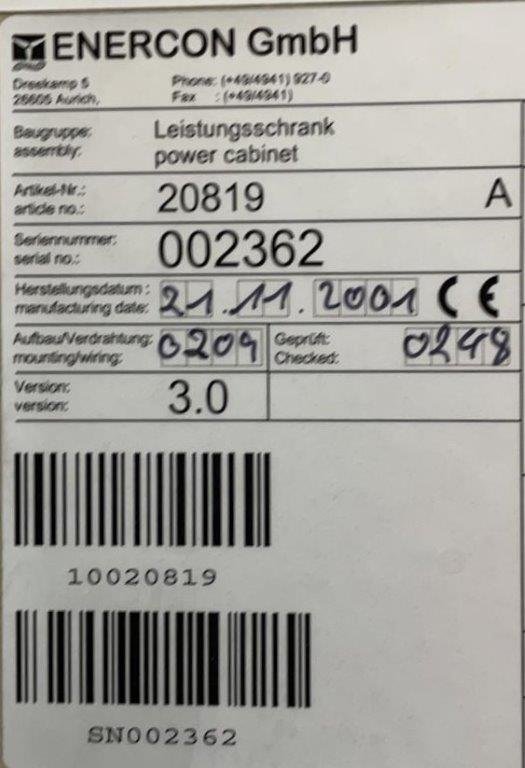 ENERCON GmbH
Dreekamp 5 Phone: (+49/4941) 927-0
26605 Aurich, Fax : (+49/4941)
Baugruppe: Leistungsschrank
assembly: power cabinet
Artikel-Nr.: 20819 A
article no.:
Seriennummer: 002362
serial no.:
Herstellungsdatum : 21.11.2001 CE
manufacturing date:
Aufbau/Verdrahtung: 0209 Geprüft: 0248
mounting/wiring: Checked:
Version: 3.0
version:
10020819
SN002362